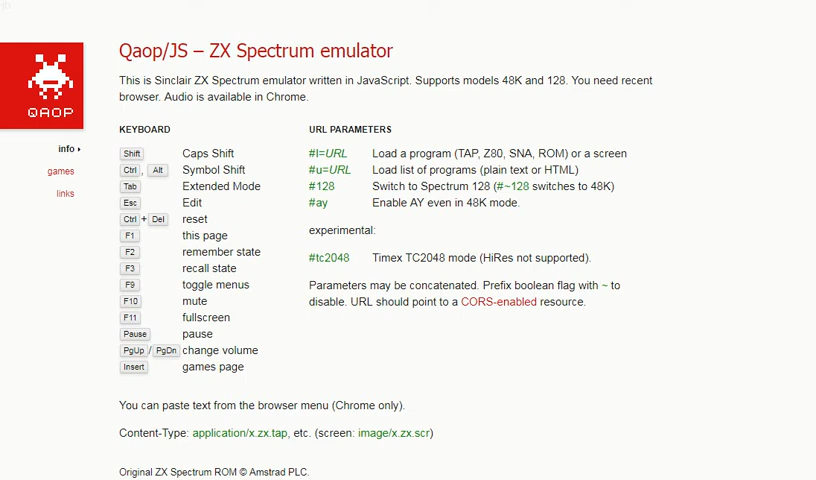 Qaop/JS – ZX Spectrum emulator
This is Sinclair ZX Spectrum emulator written in JavaScript. Supports models 48K and 128. You need recent
browser. Audio is available in Chrome.
QAOP
info
games
links
KEYBOARD
Shift Caps Shift
Ctrl , Alt Symbol Shift
Tab Extended Mode
Esc Edit
Ctrl + Del reset
F1 this page
F2 remember state
F3 recall state
F9 toggle menus
F10 mute
F11 fullscreen
Pause pause
PgUp / PgDn change volume
Insert games page
URL PARAMETERS
#l=URL Load a program (TAP, Z80, SNA, ROM) or a screen
#u=URL Load list of programs (plain text or HTML)
#128 Switch to Spectrum 128 (#~128 switches to 48K)
#ay Enable AY even in 48K mode.
experimental:
#tc2048 Timex TC2048 mode (HiRes not supported).
Parameters may be concatenated. Prefix boolean flag with ~ to
disable. URL should point to a CORS-enabled resource.
You can paste text from the browser menu (Chrome only).
Content-Type: application/x.zx.tap, etc. (screen: image/x.zx.scr)
Original ZX Spectrum ROM © Amstrad PLC.